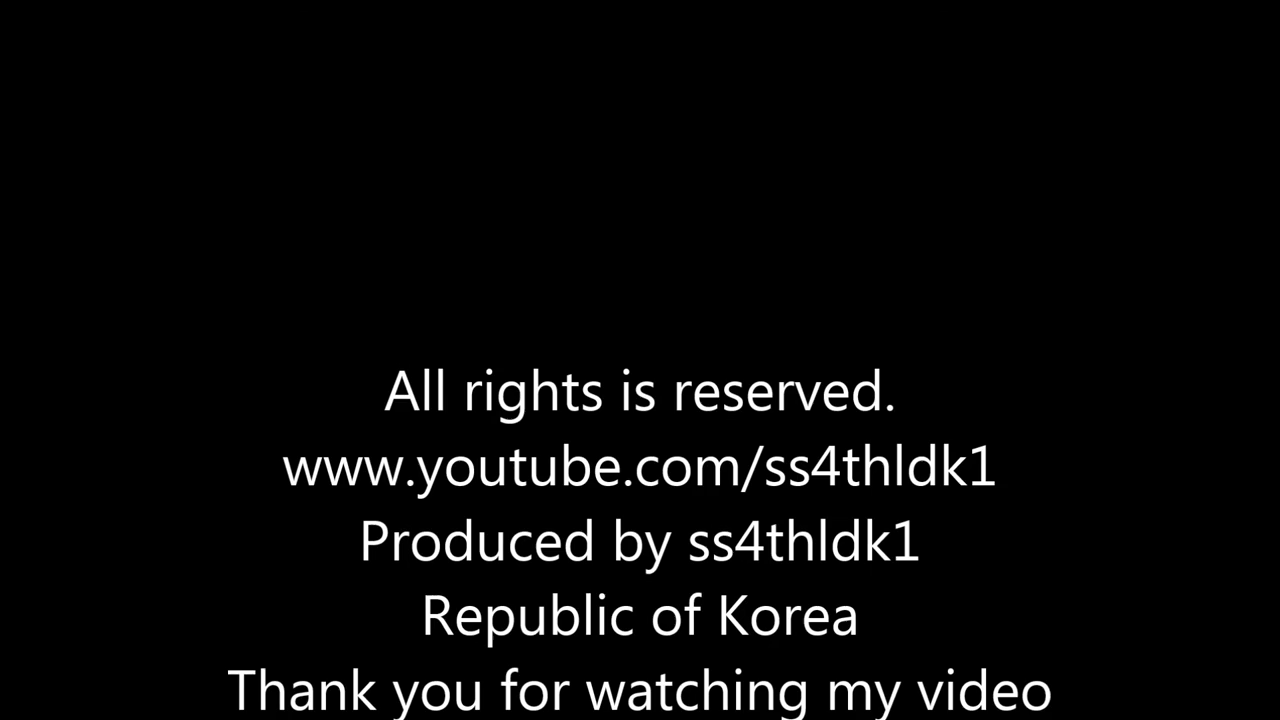 All rights is reserved.
www.youtube.com/ss4thldk1
Produced by ss4thldk1
Republic of Korea
Thank you for watching my video